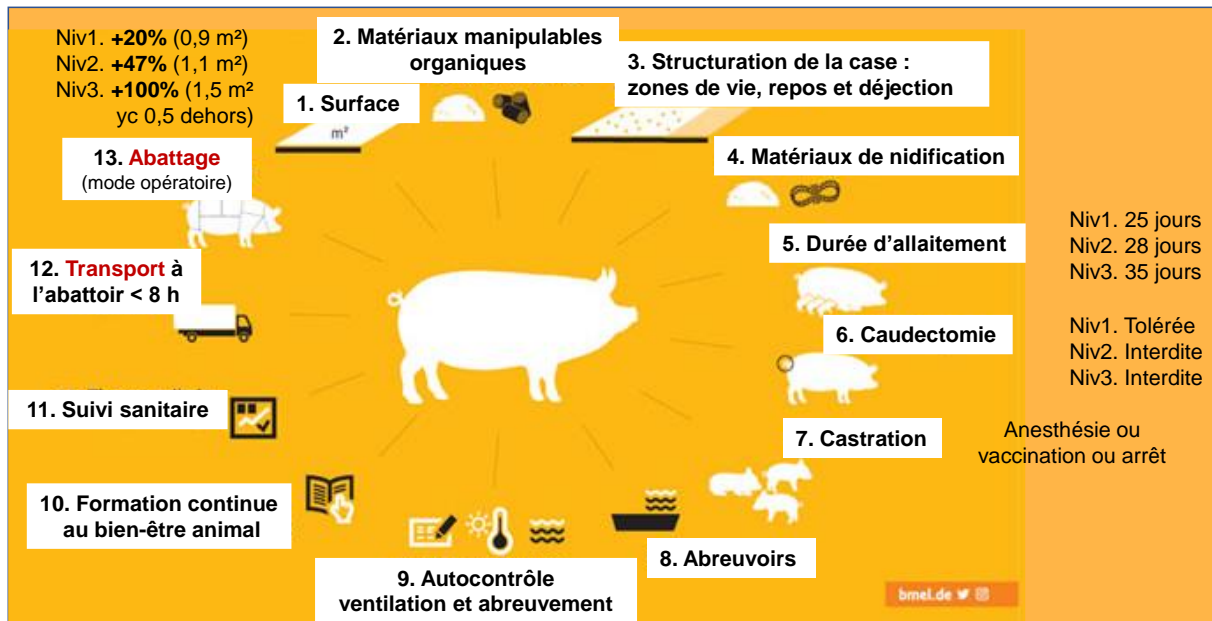 Niv1. +20% (0,9 m²)
Niv2. +47% (1,1 m²)
Niv3. +100% (1,5 m²
yc 0,5 dehors)
1. Surface
m²
2. Matériaux manipulables
organiques
3. Structuration de la case :
zones de vie, repos et déjection
4. Matériaux de nidification
5. Durée d’allaitement
Niv1. 25 jours
Niv2. 28 jours
Niv3. 35 jours
6. Caudectomie
Niv1. Tolérée
Niv2. Interdite
Niv3. Interdite
7. Castration
Anesthésie ou
vaccination ou arrêt
8. Abreuvoirs
9. Autocontrôle
ventilation et abreuvement
10. Formation continue
au bien-être animal
11. Suivi sanitaire
12. Transport à
l’abattoir < 8 h
13. Abattage
(mode opératoire)
bmel.de